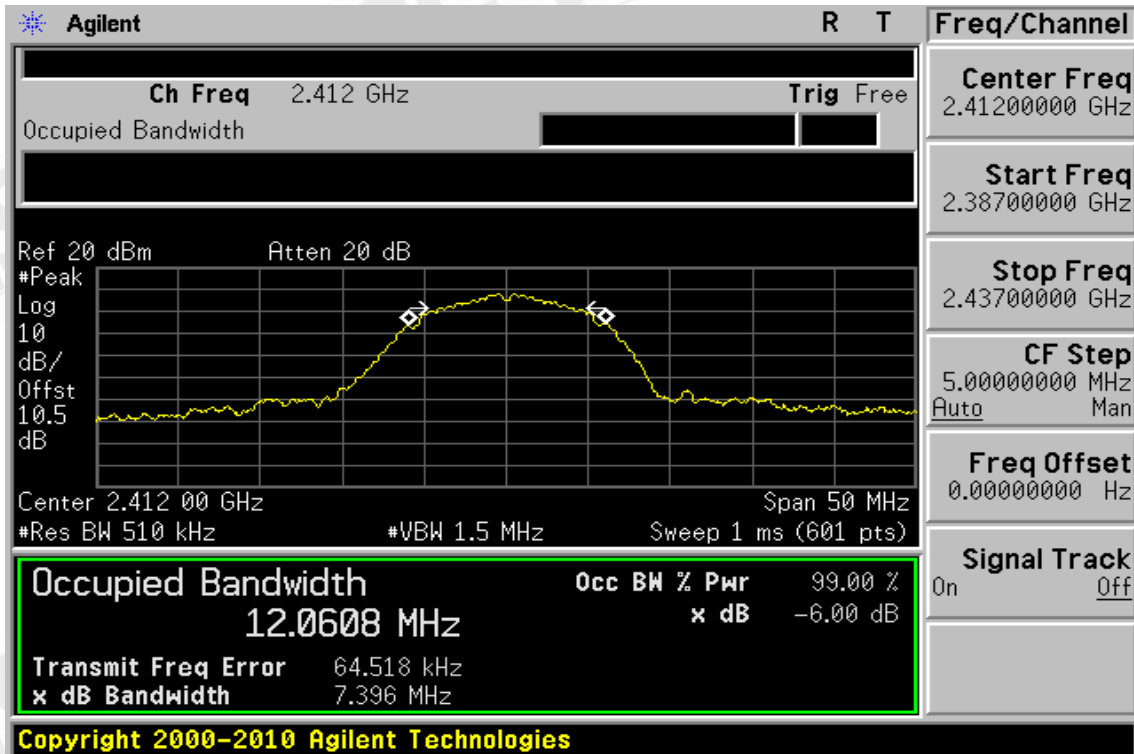 Agilent R T
Freq/Channel
Ch Freq 2.412 GHz Trig Free
Occupied Bandwidth
Center Freq
2.41200000 GHz
Start Freq
2.38700000 GHz
Stop Freq
2.43700000 GHz
CF Step
5.00000000 MHz
Auto Man
Freq Offset
0.00000000 Hz
Signal Track
On Off
Ref 20 dBm Atten 20 dB
#Peak
Log
10
dB/
Offst
10.5
dB
Center 2.412 00 GHz Span 50 MHz
#Res BW 510 kHz #VBW 1.5 MHz Sweep 1 ms (601 pts)
Occupied Bandwidth Occ BW % Pwr 99.00 %
12.0608 MHz x dB -6.00 dB
Transmit Freq Error 64.518 kHz
x dB Bandwidth 7.396 MHz
Copyright 2000-2010 Agilent Technologies